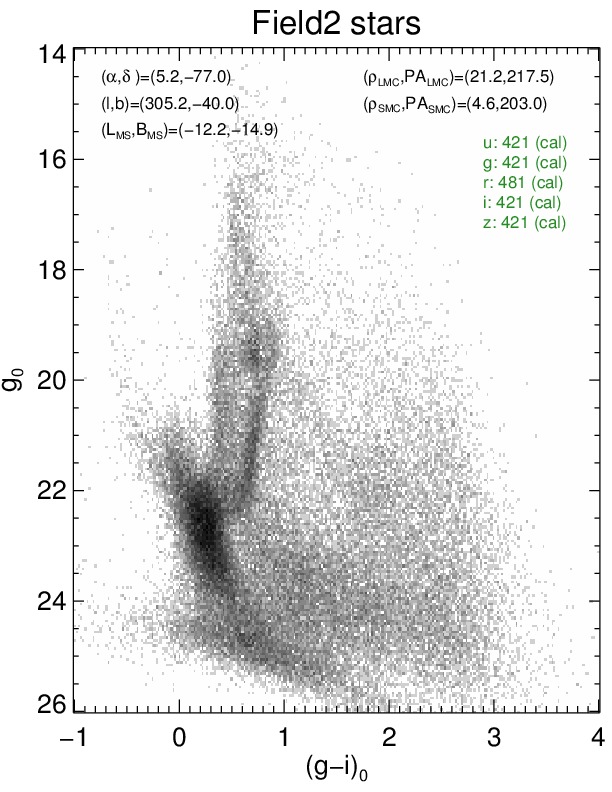 Field2 stars
(α,δ)=(5.2,−77.0)
(l,b)=(305.2,−40.0)
(L_MS,B_MS)=(−12.2,−14.9)
(ρ_LMC,PA_LMC)=(21.2,217.5)
(ρ_SMC,PA_SMC)=(4.6,203.0)
u: 421 (cal)
g: 421 (cal)
r: 481 (cal)
i: 421 (cal)
z: 421 (cal)
g₀
14
16
18
20
22
24
26
−1 0 1 2 3 4
(g−i)₀